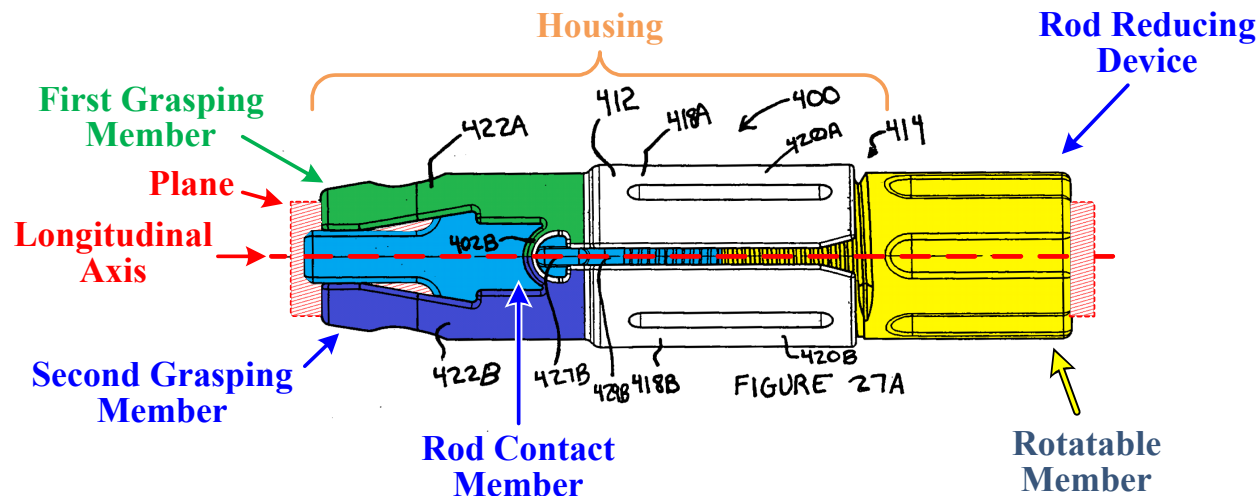 Housing
Rod Reducing
Device
First Grasping
Member
412
418A
400
420A
414
422A
Plane
Longitudinal
Axis
402B
Second Grasping
Member
422B
427B
429B
418B
420B
FIGURE 27A
Rod Contact
Member
Rotatable
Member